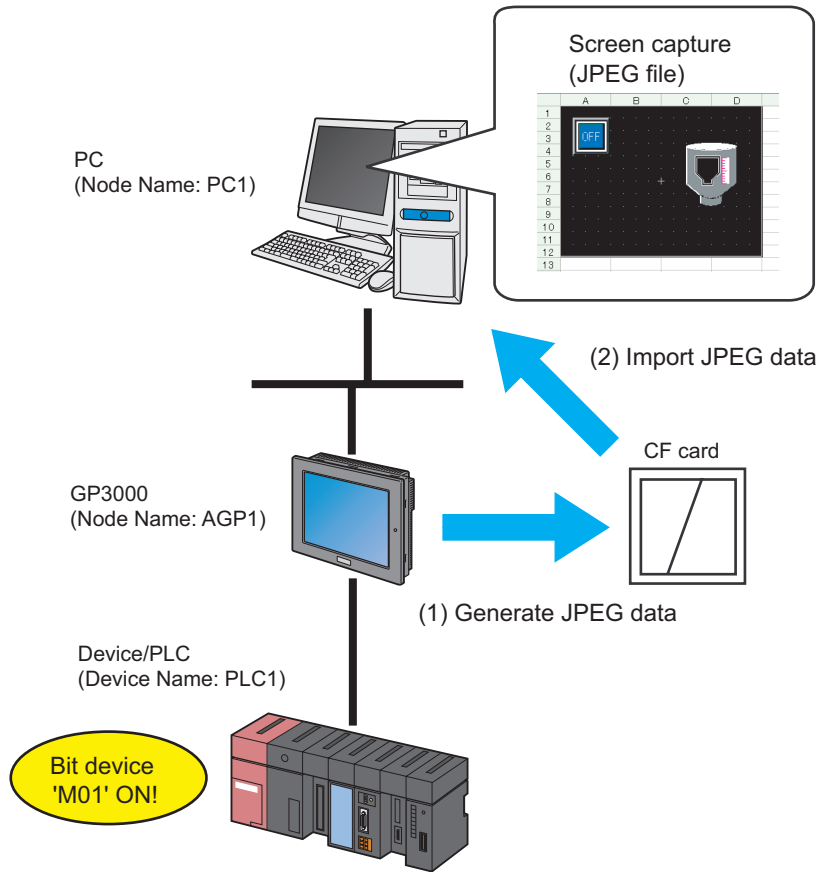 Screen capture
(JPEG file)
A B C D
1
2
3
4
5
6
7
8
9
10
11
12
13
OFF
PC
(Node Name: PC1)
(2) Import JPEG data
CF card
GP3000
(Node Name: AGP1)
(1) Generate JPEG data
Device/PLC
(Device Name: PLC1)
Bit device
'M01' ON!